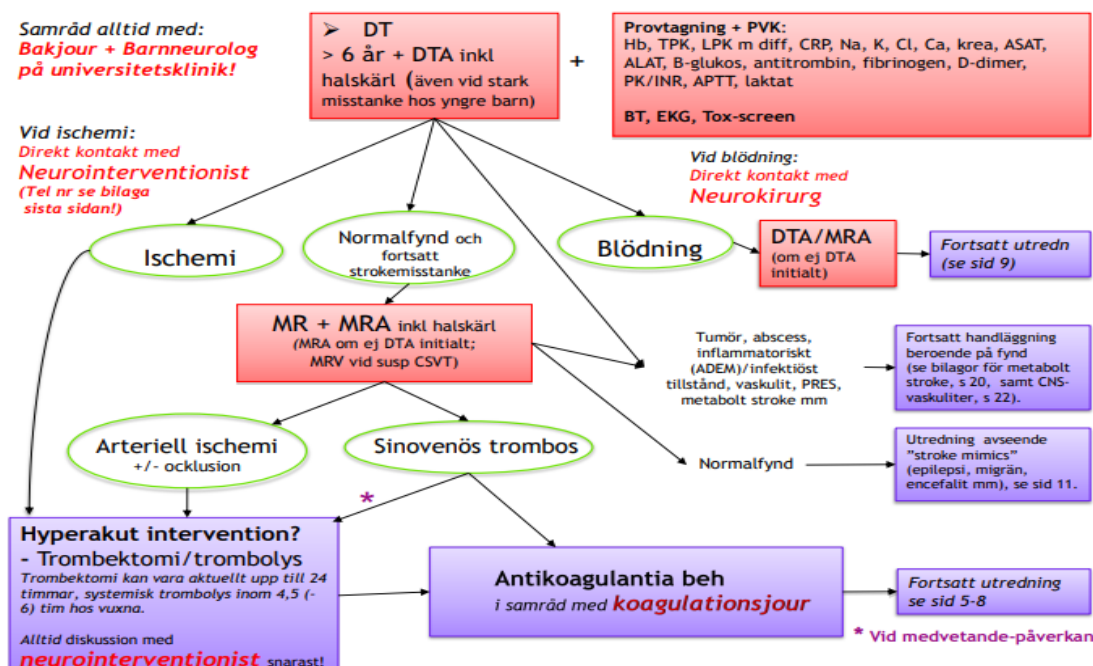 Samråd alltid med:
Bakjour + Barnneurolog
på universitetsklinik!
➢ DT
> 6 år + DTA inkl
halskärl (även vid stark
misstanke hos yngre barn)
+
Provtagning + PVK:
Hb, TPK, LPK m diff, CRP, Na, K, Cl, Ca, krea, ASAT,
ALAT, B-glukos, antitrombin, fibrinogen, D-dimer,
PK/INR, APTT, laktat
BT, EKG, Tox-screen
Vid ischemi:
Direkt kontakt med
Neurointerventionist
(Tel nr se bilaga
sista sidan!)
Vid blödning:
Direkt kontakt med
Neurokirurg
Ischemi
Normalfynd och
fortsatt
strokemisstanke
Blödning
DTA/MRA
(om ej DTA
initialt)
Fortsatt utredn
(se sid 9)
MR + MRA inkl halskärl
(MRA om ej DTA initialt;
MRV vid susp CSVT)
Tumör, abscess,
inflammatoriskt
(ADEM)/infektiöst
tillstånd, vaskulit, PRES,
metabolt stroke mm
Fortsatt handläggning
beroende på fynd
(se bilagor för metabolt
stroke, s 20, samt CNS-
vaskuliter, s 22).
Arteriell ischemi
+/- ocklusion
Sinovenös trombos
Normalfynd
Utredning avseende
”stroke mimics”
(epilepsi, migrän,
encefalit mm), se sid 11.
*
Hyperakut intervention?
- Trombektomi/trombolys
Trombektomi kan vara aktuellt upp till 24
timmar, systemisk trombolys inom 4,5 (-
6) tim hos vuxna.
Alltid diskussion med
neurointerventionist snarast!
Antikoagulantia beh
i samråd med koagulationsjour
Fortsatt utredning
se sid 5-8
* Vid medvetande-påverkan